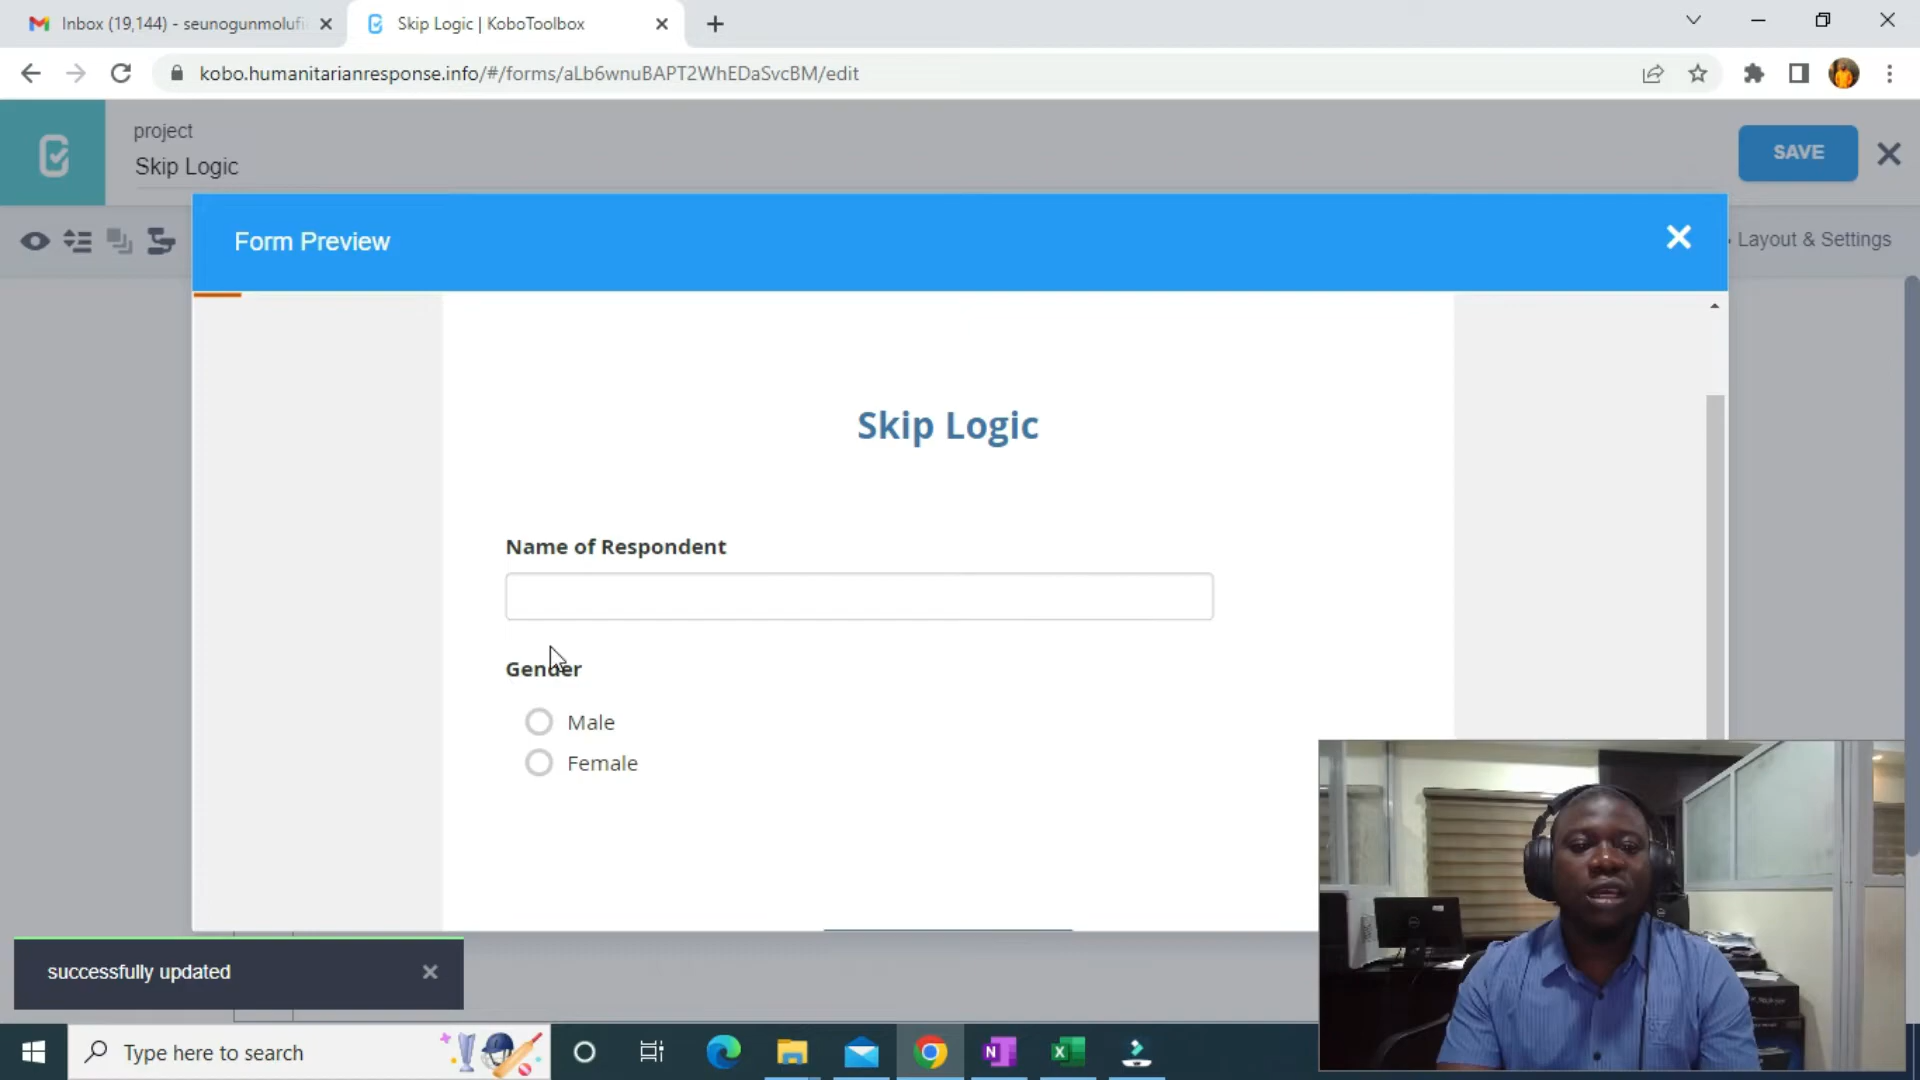 Inbox (19,144) - seunogunmolufi
Skip Logic | KoboToolbox
kobo.humanitarianresponse.info/#/forms/aLb6wnuBAPT2WhEDaSvcBM/edit
project
Skip Logic
SAVE
Layout & Settings
Form Preview
Skip Logic
Name of Respondent
Gender
Male
Female
successfully updated
Type here to search